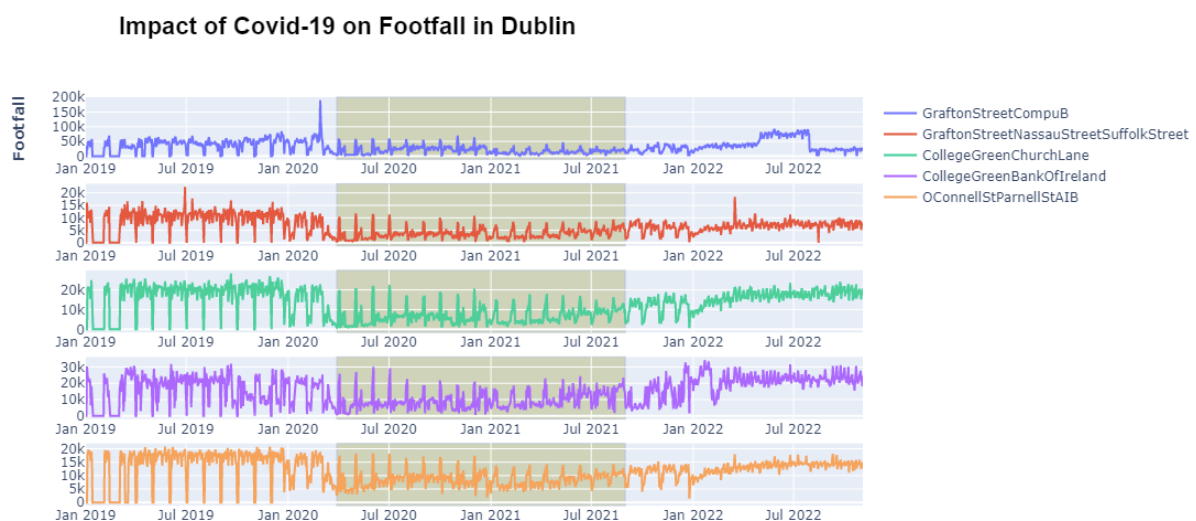 Impact of Covid-19 on Footfall in Dublin
Footfall
200k
150k
100k
50k
0
Jan 2019 Jul 2019 Jan 2020 Jul 2020 Jan 2021 Jul 2021 Jan 2022 Jul 2022
20k
15k
10k
5k
0
Jan 2019 Jul 2019 Jan 2020 Jul 2020 Jan 2021 Jul 2021 Jan 2022 Jul 2022
20k
10k
0
Jan 2019 Jul 2019 Jan 2020 Jul 2020 Jan 2021 Jul 2021 Jan 2022 Jul 2022
30k
20k
10k
0
Jan 2019 Jul 2019 Jan 2020 Jul 2020 Jan 2021 Jul 2021 Jan 2022 Jul 2022
20k
15k
10k
5k
0
Jan 2019 Jul 2019 Jan 2020 Jul 2020 Jan 2021 Jul 2021 Jan 2022 Jul 2022
GraftonStreetCompuB
GraftonStreetNassauStreetSuffolkStreet
CollegeGreenChurchLane
CollegeGreenBankOfIreland
OConnellStParnellStAIB